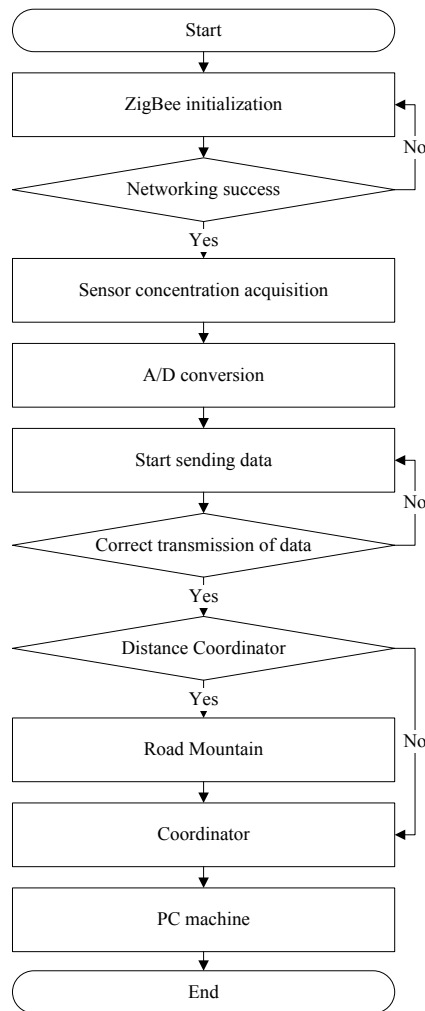 Start
ZigBee initialization
No
Networking success
Yes
Sensor concentration acquisition
A/D conversion
Start sending data
No
Correct transmission of data
Yes
Distance Coordinator
Yes
Road Mountain
No
Coordinator
PC machine
End